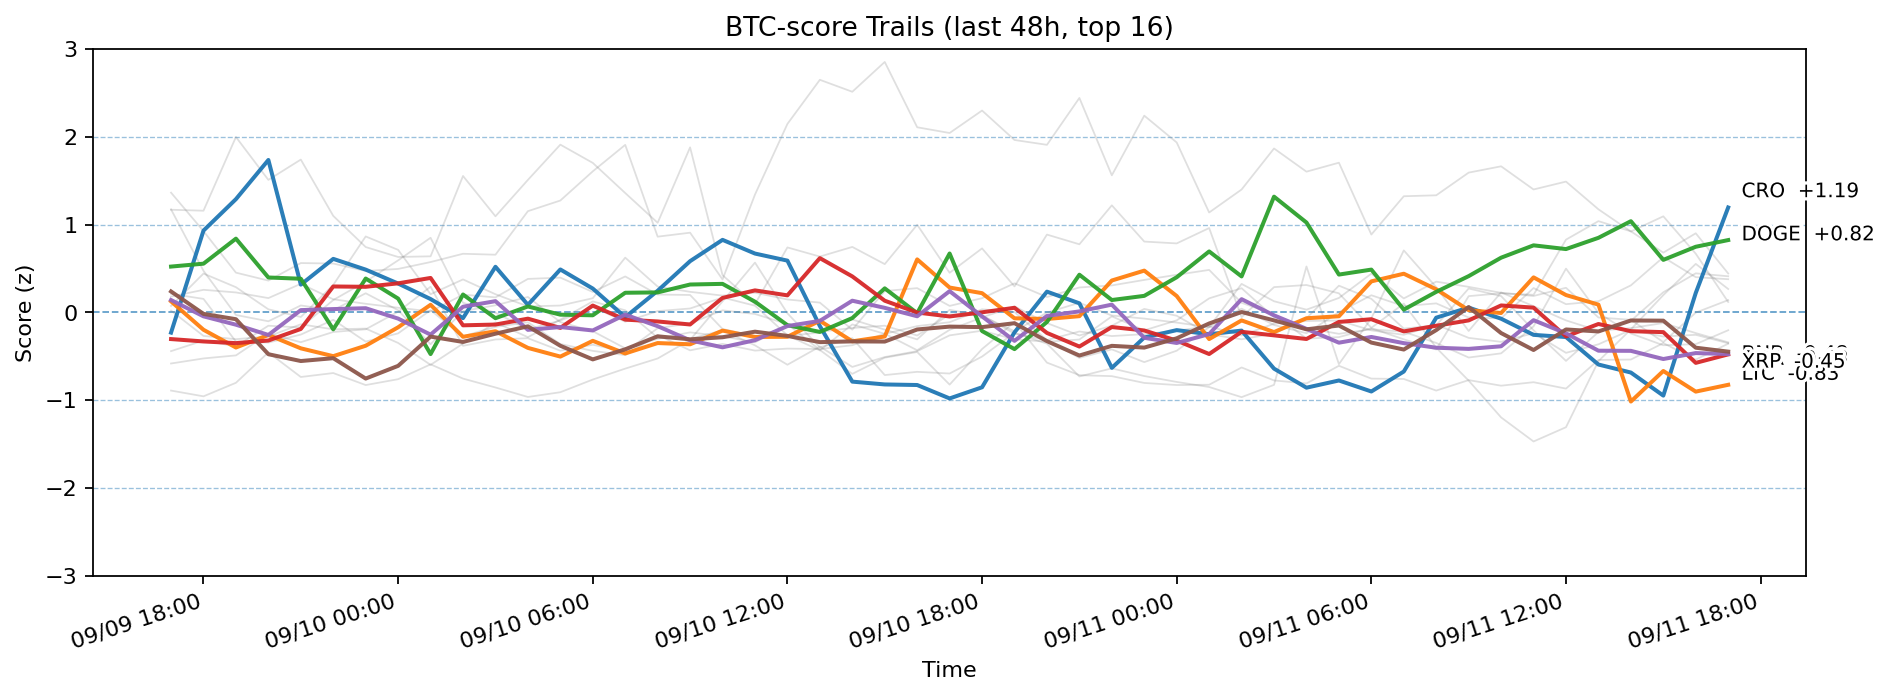 BTC-score Trails (last 48h, top 16)
Score (z)
3
2
1
0
−1
−2
−3
CRO +1.19
DOGE +0.82
XRP -0.45
LTC -0.83
09/09 18:00
09/10 00:00
09/10 06:00
09/10 12:00
09/10 18:00
09/11 00:00
09/11 06:00
09/11 12:00
09/11 18:00
Time